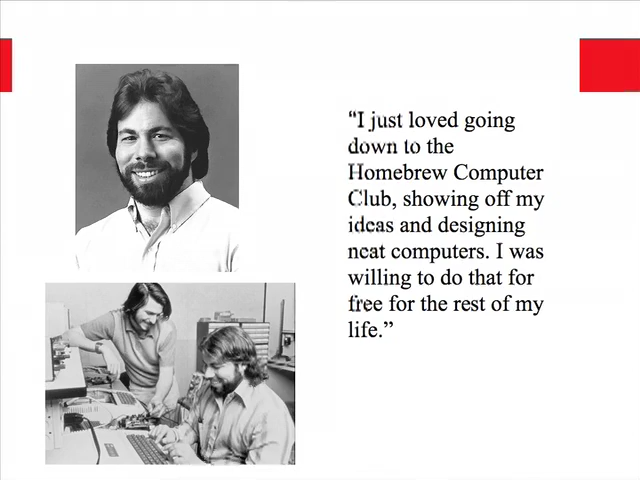 “I just loved going
down to the
Homebrew Computer
Club, showing off my
ideas and designing
neat computers. I was
willing to do that for
free for the rest of my
life.”